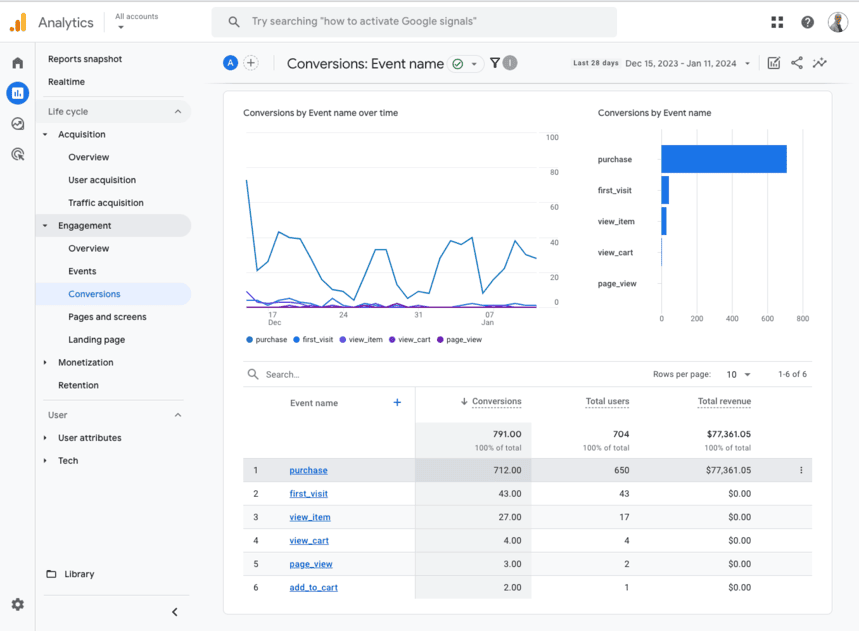 Analytics
All accounts
Try searching "how to activate Google signals"
Reports snapshot
Realtime
Life cycle
Acquisition
Overview
User acquisition
Traffic acquisition
Engagement
Overview
Events
Conversions
Pages and screens
Landing page
Monetization
Retention
User
User attributes
Tech
Library
A
Conversions: Event name
I
Last 28 days Dec 15, 2023 - Jan 11, 2024
Conversions by Event name over time
100
80
60
40
20
0
17 24 31 07
Dec Jan
purchase first_visit view_item view_cart page_view
Conversions by Event name
purchase
first_visit
view_item
view_cart
page_view
0 200 400 600 800
Search... Rows per page: 10 1-6 of 6
Event name + Conversions Total users Total revenue
791.00 704 $77,361.05
100% of total 100% of total 100% of total
1 purchase 712.00 650 $77,361.05
2 first_visit 43.00 43 $0.00
3 view_item 27.00 17 $0.00
4 view_cart 4.00 4 $0.00
5 page_view 3.00 2 $0.00
6 add_to_cart 2.00 1 $0.00